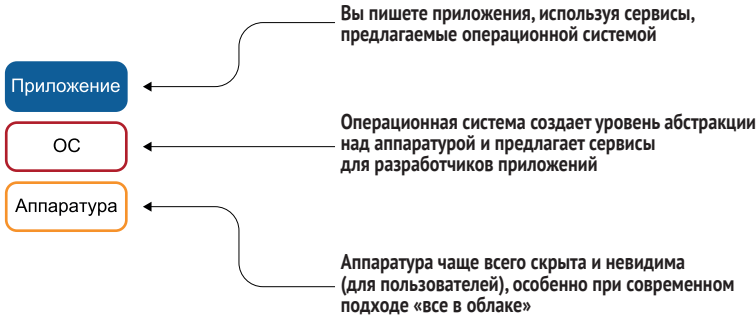 Вы пишете приложения, используя сервисы,
предлагаемые операционной системой
Приложение
Операционная система создает уровень абстракции
над аппаратурой и предлагает сервисы
для разработчиков приложений
ОС
Аппаратура
Аппаратура чаще всего скрыта и невидима
(для пользователей), особенно при современном
подходе «все в облаке»